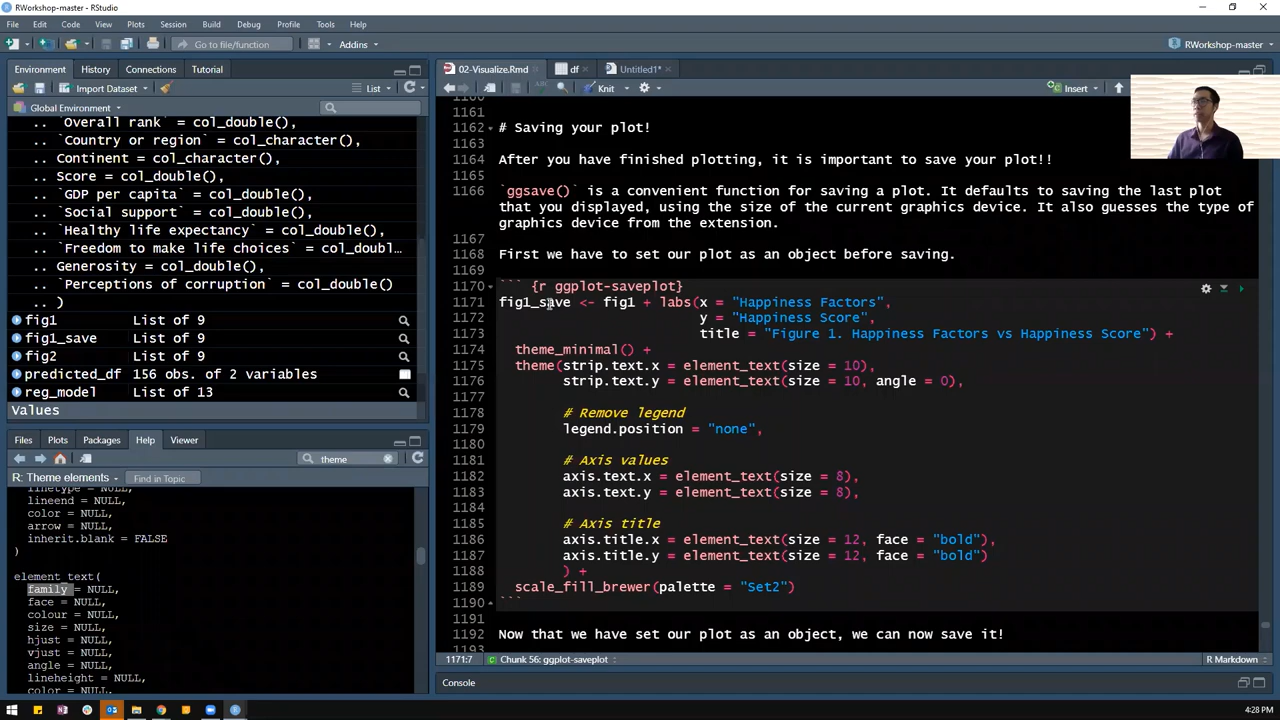 RWorkshop-master - RStudio
File Edit Code View Plots Session Build Debug Profile Tools Help
Go to file/function
Addins
RWorkshop-master
Environment History Connections Tutorial
Import Dataset
List
Global Environment
.. `Overall rank` = col_double(),
.. `Country or region` = col_character(),
.. Continent = col_character(),
.. Score = col_double(),
.. `GDP per capita` = col_double(),
.. `Social support` = col_double(),
.. `Healthy life expectancy` = col_double(),
.. `Freedom to make life choices` = col_doubl…
.. Generosity = col_double(),
.. `Perceptions of corruption` = col_double()
.. )
fig1 List of 9
fig1_save List of 9
fig2 List of 9
predicted_df 156 obs. of 2 variables
reg_model List of 13
Values
Files Plots Packages Help Viewer
theme
R: Theme elements
Find in Topic
linetype = NULL,
lineend = NULL,
color = NULL,
arrow = NULL,
inherit.blank = FALSE
)
element_text(
family = NULL,
face = NULL,
colour = NULL,
size = NULL,
hjust = NULL,
vjust = NULL,
angle = NULL,
lineheight = NULL,
color = NULL,
02-Visualize.Rmd df Untitled1*
Knit
Insert
1160
1161
1162 # Saving your plot!
1163
1164 After you have finished plotting, it is important to save your plot!!
1165
1166 `ggsave()` is a convenient function for saving a plot. It defaults to saving the last plot
that you displayed, using the size of the current graphics device. It also guesses the type of
graphics device from the extension.
1167
1168 First we have to set our plot as an object before saving.
1169
1170 ``` {r ggplot-saveplot}
1171 fig1_save <- fig1 + labs(x = "Happiness Factors",
1172 y = "Happiness Score",
1173 title = "Figure 1. Happiness Factors vs Happiness Score") +
1174 theme_minimal() +
1175 theme(strip.text.x = element_text(size = 10),
1176 strip.text.y = element_text(size = 10, angle = 0),
1177
1178 # Remove legend
1179 legend.position = "none",
1180
1181 # Axis values
1182 axis.text.x = element_text(size = 8),
1183 axis.text.y = element_text(size = 8),
1184
1185 # Axis title
1186 axis.title.x = element_text(size = 12, face = "bold"),
1187 axis.title.y = element_text(size = 12, face = "bold")
1188 ) +
1189 scale_fill_brewer(palette = "Set2")
1190 ```
1191
1192 Now that we have set our plot as an object, we can now save it!
1193
1171:7 Chunk 56: ggplot-saveplot R Markdown
Console
4:28 PM